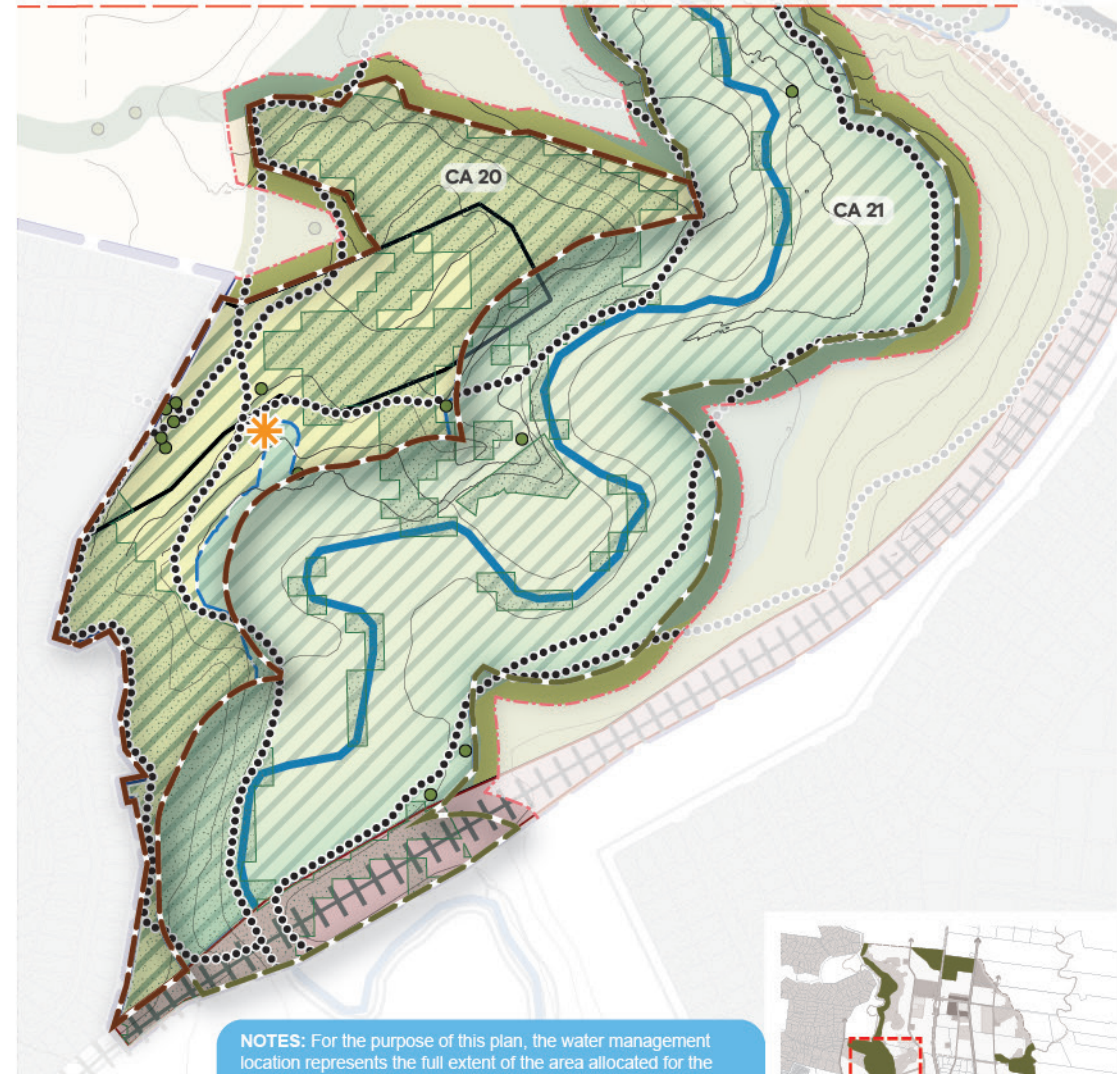 CA 20
CA 21
NOTES: For the purpose of this plan, the water management
location represents the full extent of the area allocated for the